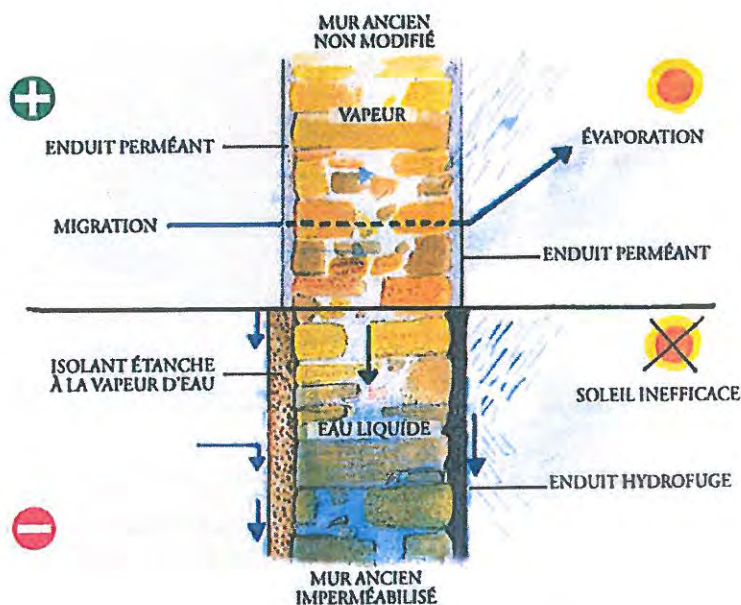 MUR ANCIEN
NON MODIFIÉ
VAPEUR
ENDUIT PERMÉANT
ÉVAPORATION
MIGRATION
ENDUIT PERMÉANT
ISOLANT ÉTANCHE
À LA VAPEUR D'EAU
SOLEIL INEFFICACE
EAU LIQUIDE
ENDUIT HYDROFUGE
MUR ANCIEN
IMPERMÉABILISÉ